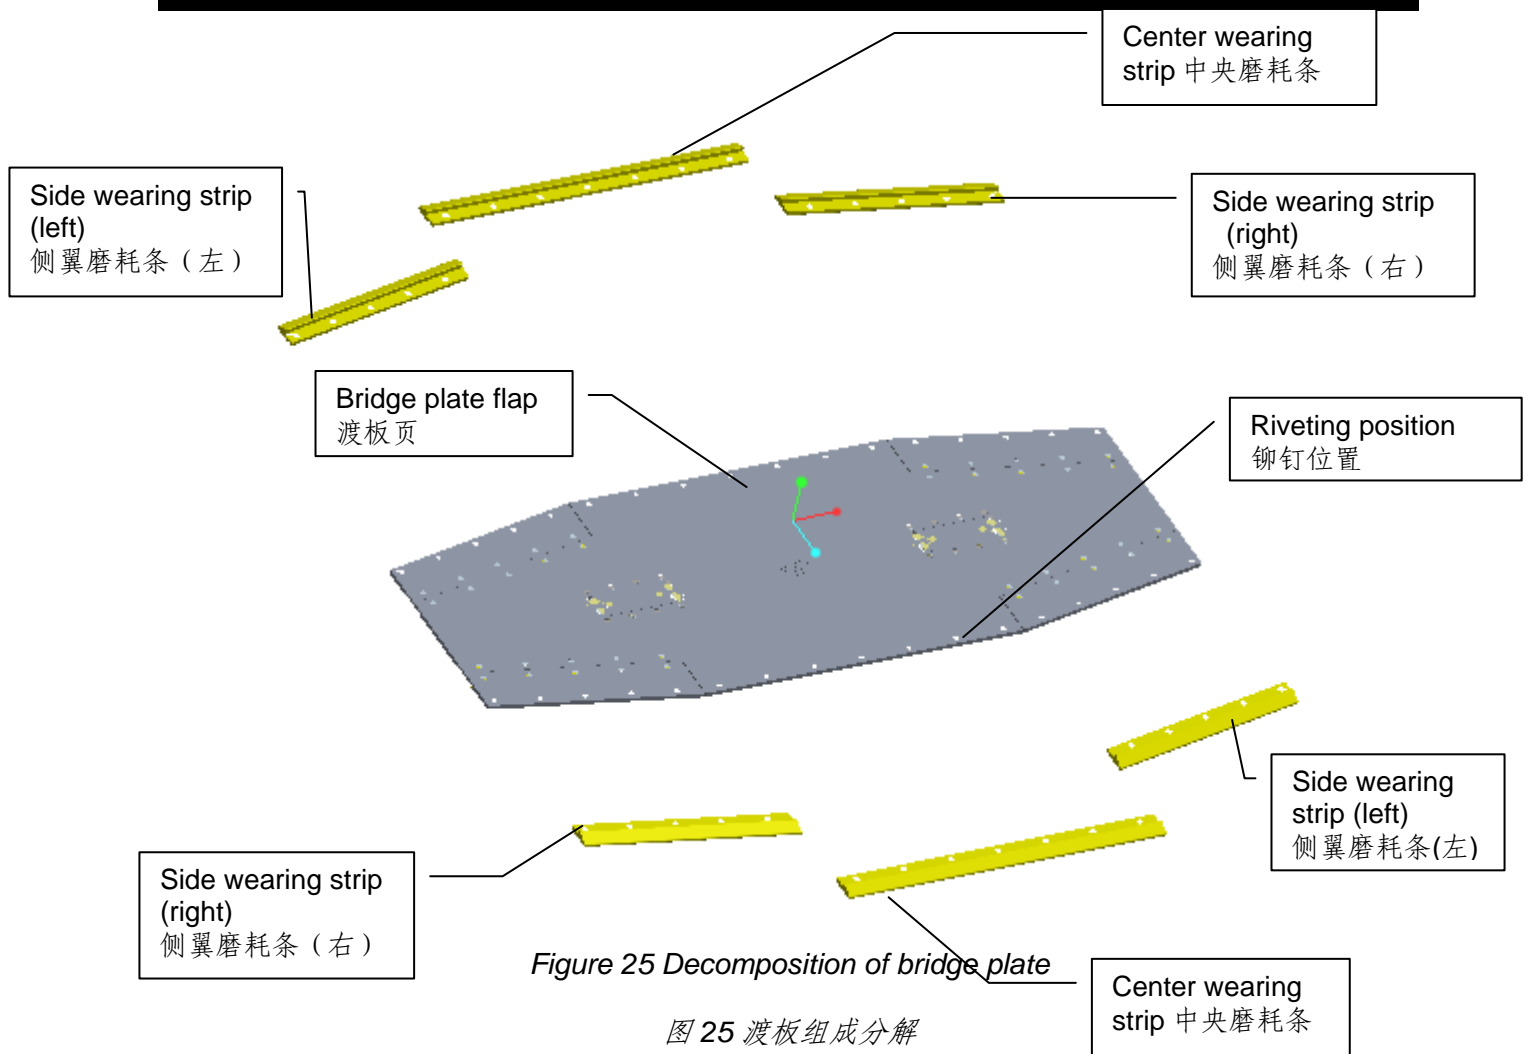 Center wearing
strip 中央磨耗条
Side wearing strip
(left)
侧翼磨耗条（左）
Side wearing strip
(right)
侧翼磨耗条（右）
Bridge plate flap
渡板页
Riveting position
铆钉位置
Side wearing
strip (left)
侧翼磨耗条(左)
Side wearing strip
(right)
侧翼磨耗条（右）
Center wearing
strip 中央磨耗条
Figure 25 Decomposition of bridge plate
图 25 渡板组成分解